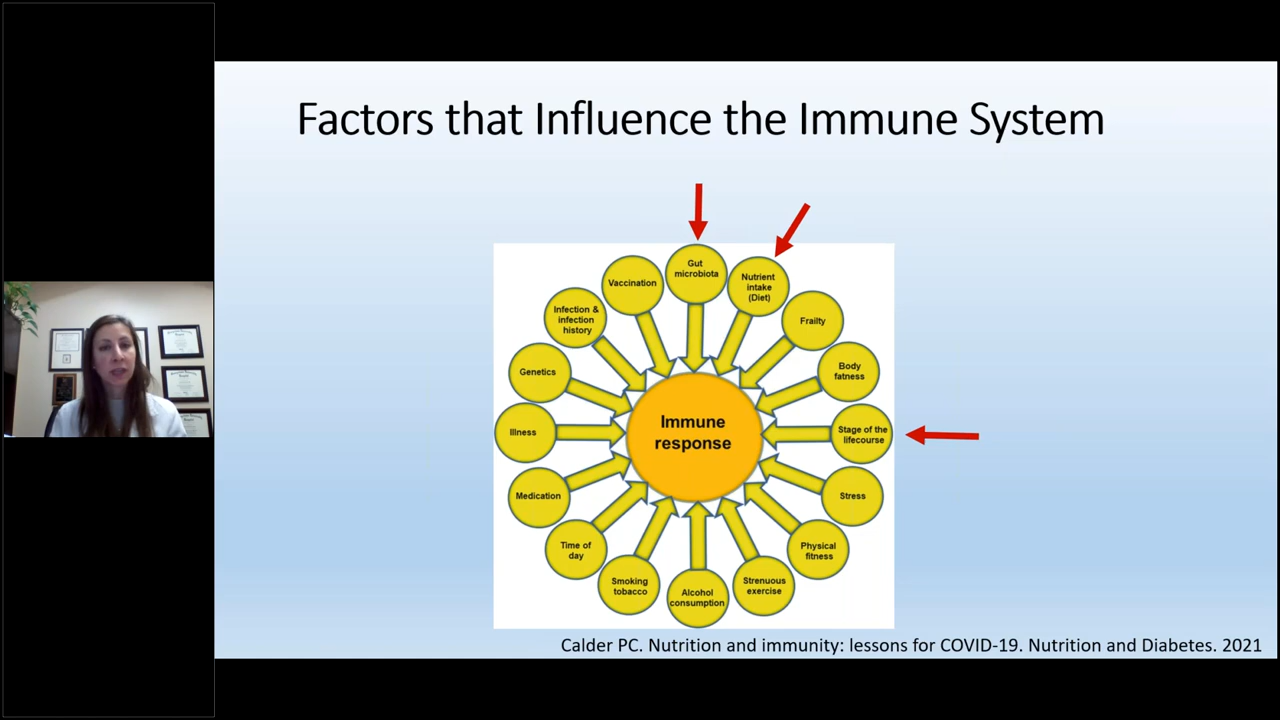 Factors that Influence the Immune System
Gut
microbiota
Nutrient
intake
(Diet)
Frailty
Body
fatness
Stage of the
lifecourse
Stress
Physical
fitness
Strenuous
exercise
Alcohol
consumption
Smoking
tobacco
Time of
day
Medication
Illness
Genetics
Infection &
infection
history
Vaccination
Immune
response
Calder PC. Nutrition and immunity: lessons for COVID-19. Nutrition and Diabetes. 2021